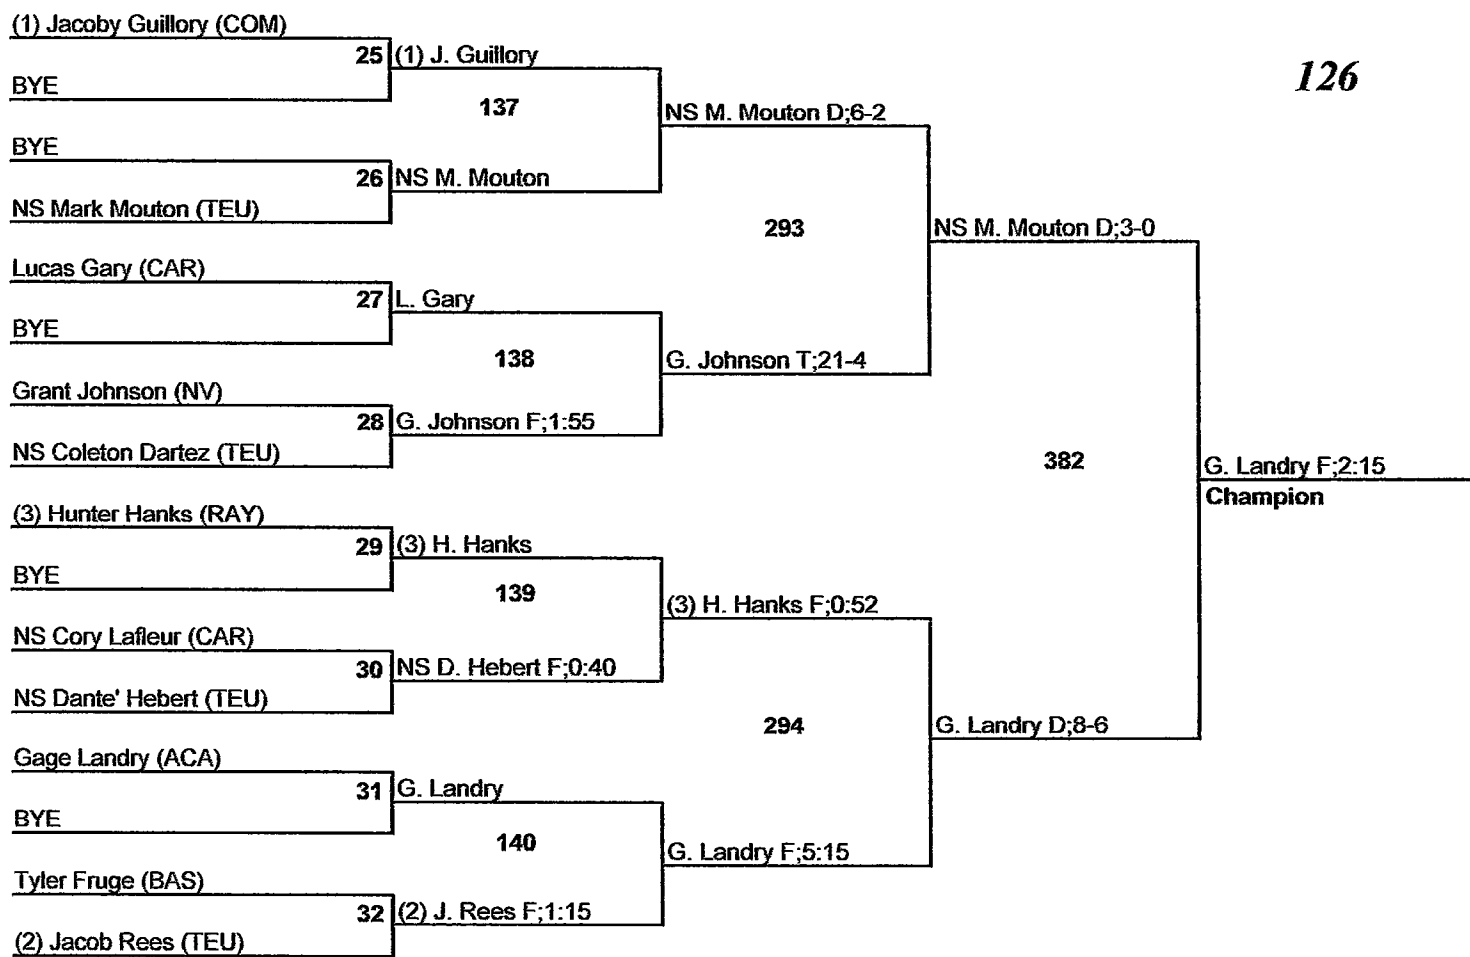 (1) Jacoby Guillory (COM)
25 (1) J. Guillory
126
BYE
137
NS M. Mouton D;6-2
BYE
26 NS M. Mouton
NS Mark Mouton (TEU)
293
NS M. Mouton D;3-0
Lucas Gary (CAR)
27 L. Gary
BYE
138
G. Johnson T;21-4
Grant Johnson (NV)
28 G. Johnson F;1:55
NS Coleton Dartez (TEU)
382
G. Landry F;2:15
Champion
(3) Hunter Hanks (RAY)
29 (3) H. Hanks
BYE
139
(3) H. Hanks F;0:52
NS Cory Lafleur (CAR)
30 NS D. Hebert F;0:40
NS Dante' Hebert (TEU)
294
G. Landry D;8-6
Gage Landry (ACA)
31 G. Landry
BYE
140
G. Landry F;5:15
Tyler Fruge (BAS)
32 (2) J. Rees F;1:15
(2) Jacob Rees (TEU)